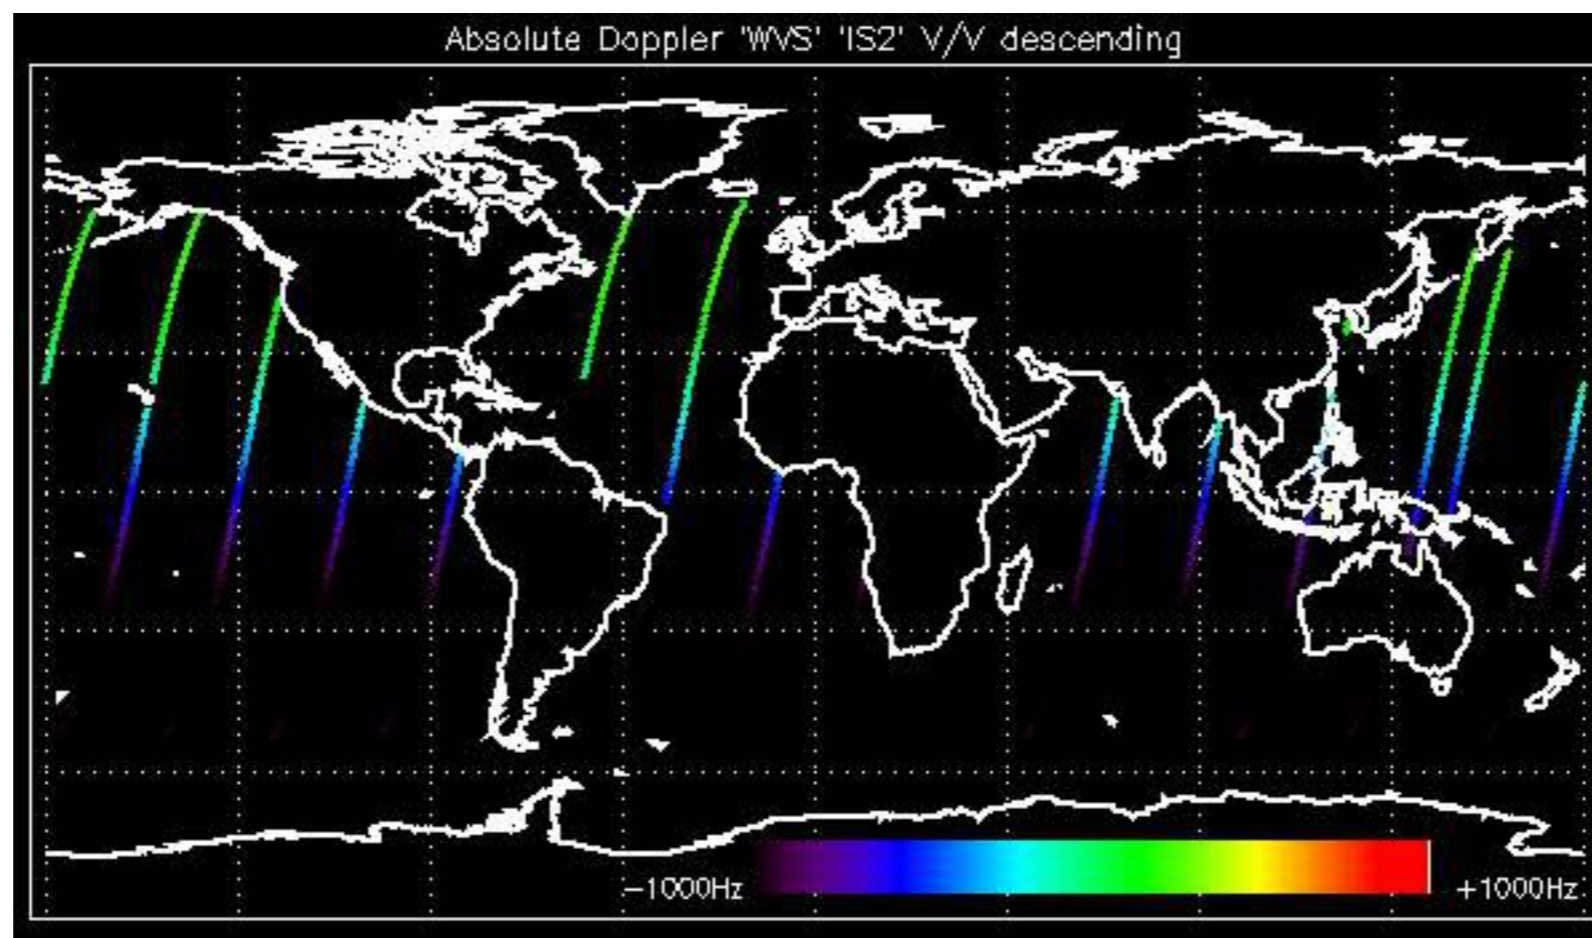 Absolute Doppler 'WVS' 'IS2' V/V descending
−1000Hz
+1000Hz